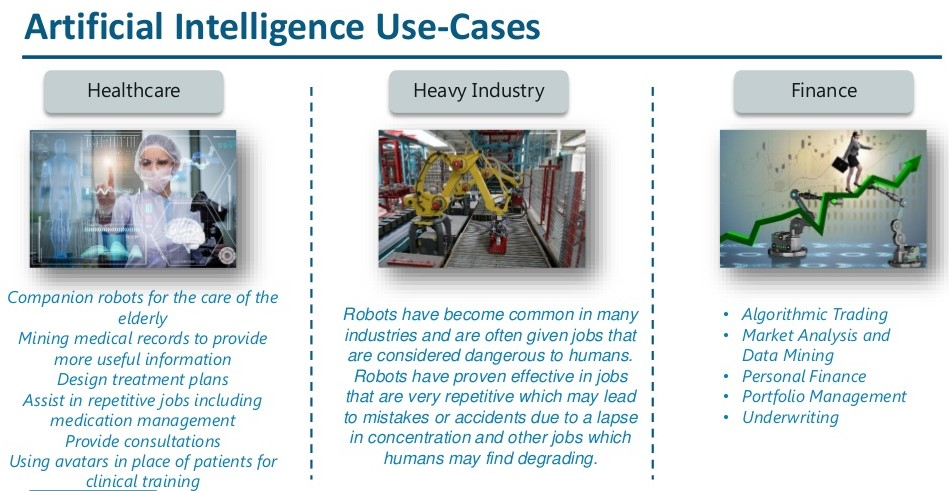 Artificial Intelligence Use-Cases
Healthcare
Companion robots for the care of the
elderly
Mining medical records to provide
more useful information
Design treatment plans
Assist in repetitive jobs including
medication management
Provide consultations
Using avatars in place of patients for
clinical training
Heavy Industry
Robots have become common in many
industries and are often given jobs that
are considered dangerous to humans.
Robots have proven effective in jobs
that are very repetitive which may lead
to mistakes or accidents due to a lapse
in concentration and other jobs which
humans may find degrading.
Finance
• Algorithmic Trading
• Market Analysis and
Data Mining
• Personal Finance
• Portfolio Management
• Underwriting